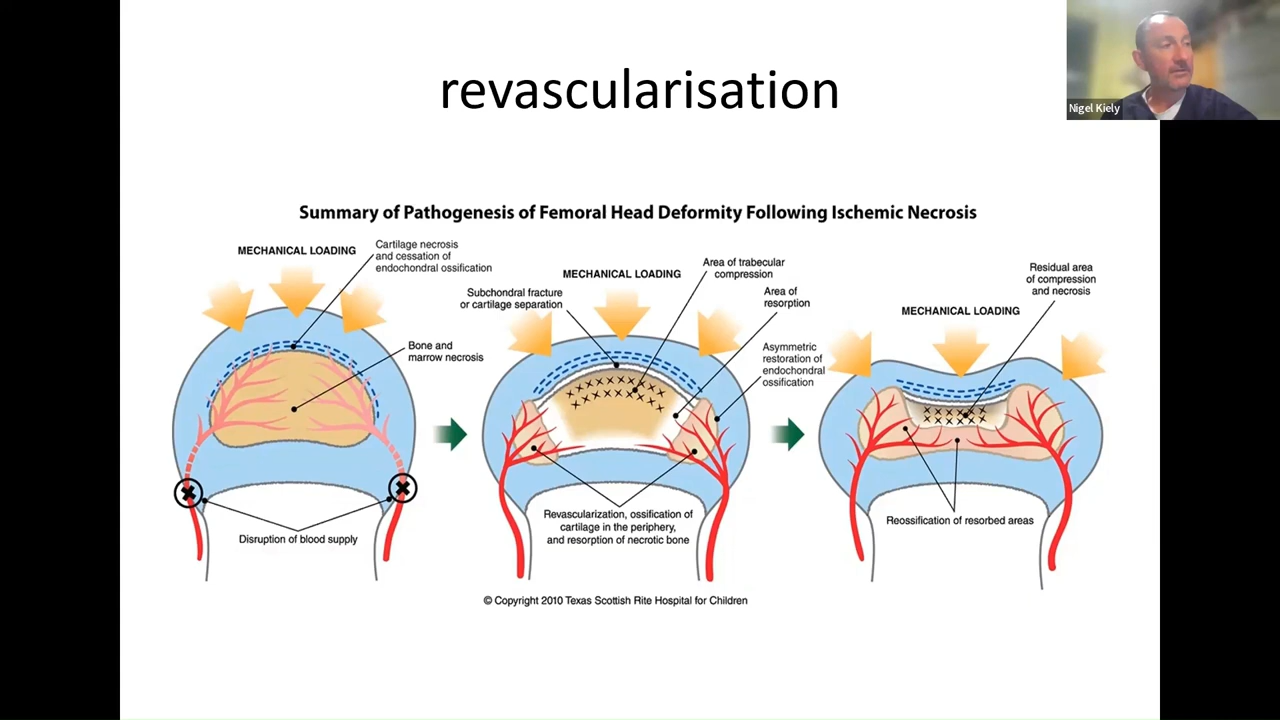 revascularisation
Nigel Kiely
Summary of Pathogenesis of Femoral Head Deformity Following Ischemic Necrosis
MECHANICAL LOADING
Cartilage necrosis
and cessation of
endochondral ossification
Bone and
marrow necrosis
Disruption of blood supply
MECHANICAL LOADING
Subchondral fracture
or cartilage separation
Area of trabecular
compression
Area of
resorption
Asymmetric
restoration of
endochondral
ossification
Revascularization, ossification of
cartilage in the periphery,
and resorption of necrotic bone
MECHANICAL LOADING
Residual area
of compression
and necrosis
Reossification of resorbed areas
© Copyright 2010 Texas Scottish Rite Hospital for Children